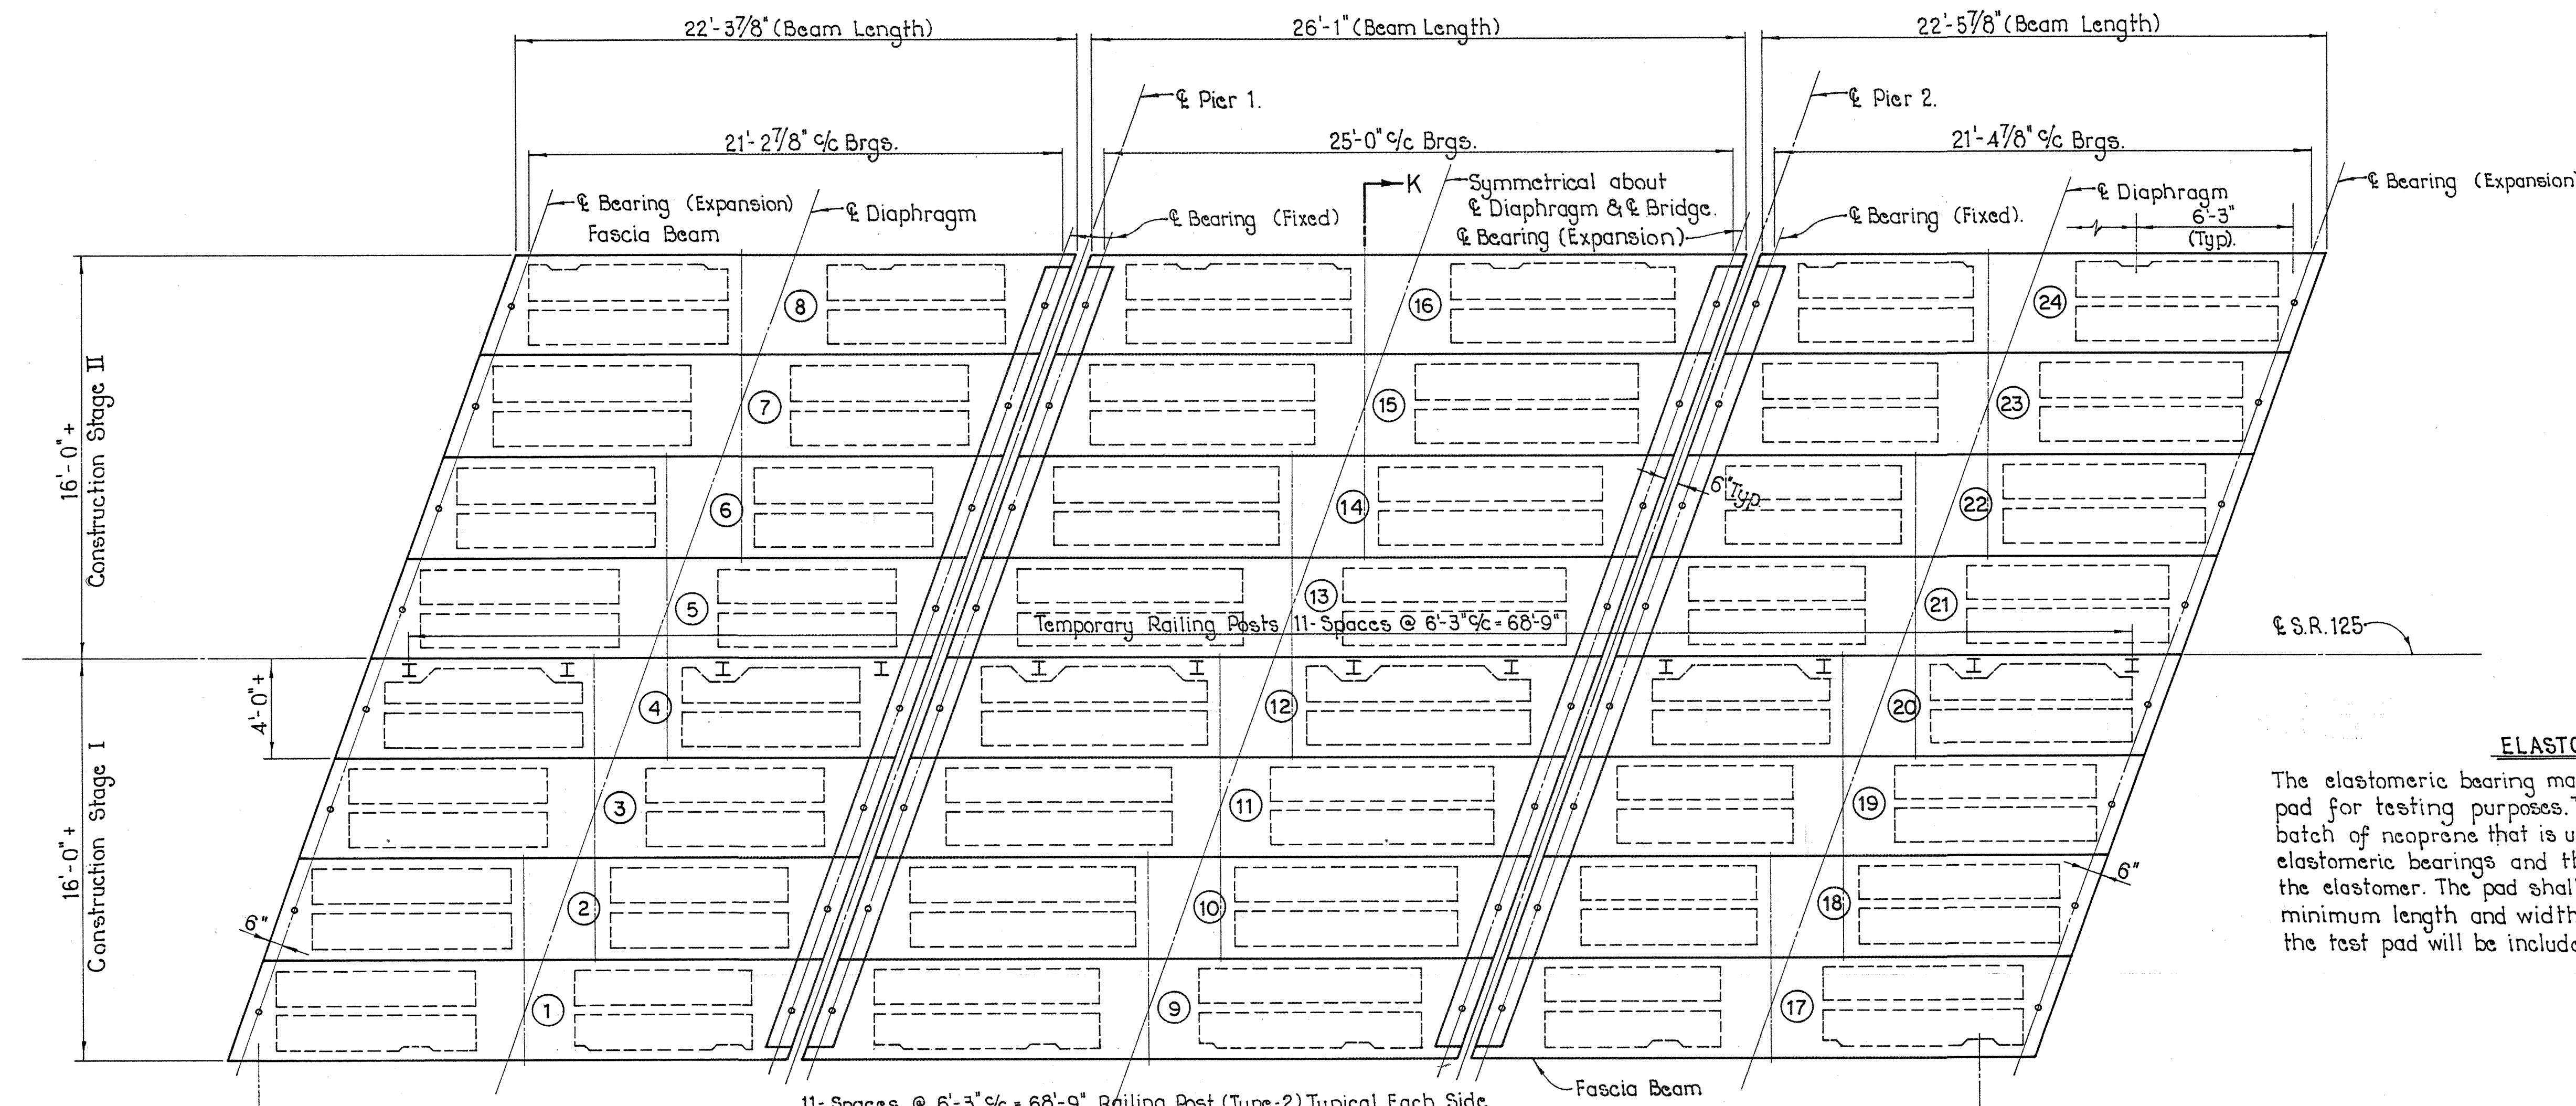 22'-3 7/8" (Beam Length)
26'-1" (Beam Length)
22'-5 7/8" (Beam Length)
℄ Pier 1.
℄ Pier 2.
21'-2 7/8" c/c Brgs.
25'-0" c/c Brgs.
21'-4 7/8" c/c Brgs.
℄ Bearing (Expansion)
Fascia Beam
℄ Diaphragm
℄ Bearing (Fixed)
K
Symmetrical about
℄ Diaphragm & ℄ Bridge.
℄ Bearing (Expansion)
℄ Bearing (Fixed).
℄ Diaphragm
6'-3"
(Typ).
℄ Bearing (Expansion)
8
16
24
7
15
23
16'-0"+
Construction Stage II
6
14
6" Typ.
22
5
13
21
Temporary Railing Posts 11-Spaces @ 6'-3" c/c = 68'-9"
℄ S.R. 125
4'-0"+
4
12
20
16'-0"+
Construction Stage I
3
11
19
2
10
18
6"
6"
1
9
17
ELASTO
The elastomeric bearing ma
pad for testing purposes. T
batch of neoprene that is u
elastomeric bearings and th
the elastomer. The pad shal
minimum length and width
the test pad will be include
Fascia Beam
11-Spaces @ 6'-3" c/c = 68'-9" Railing Post (Type-2) Typical Each Side